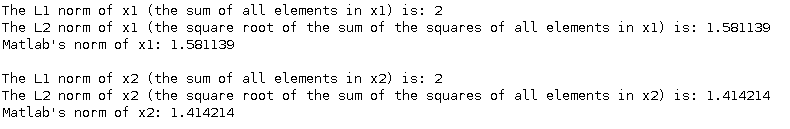 The L1 norm of x1 (the sum of all elements in x1) is: 2
The L2 norm of x1 (the square root of the sum of the squares of all elements in x1) is: 1.581139
Matlab's norm of x1: 1.581139
The L1 norm of x2 (the sum of all elements in x2) is: 2
The L2 norm of x2 (the square root of the sum of the squares of all elements in x2) is: 1.414214
Matlab's norm of x2: 1.414214